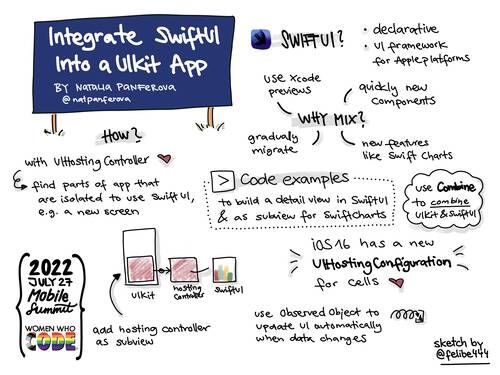 Integrate SwiftUI
Into a UIKit App
BY NATALIA PANFEROVA
@natpanferova
SWIFTUI?
• declarative
• UI framework
for Apple platforms
use Xcode
previews
quickly new
components
WHY MIX?
gradually
migrate
new features
like Swift Charts
HOW?
with UIHostingController
find parts of app that
are isolated to use SwiftUI,
e.g. a new screen
> Code examples
to build a detail view in SwiftUI
& as subview for SwiftCharts
use Combine
to combine
UIKit & SwiftUI
UIKit
hosting
controller
SwiftUI
add hosting controller
as subview
iOS16 has a new
UIHostingConfiguration
for cells
use Observed Object to
update UI automatically
when data changes
2022
JULY 27
Mobile
Summit
WOMEN WHO
CODE
sketch by
@felibe444